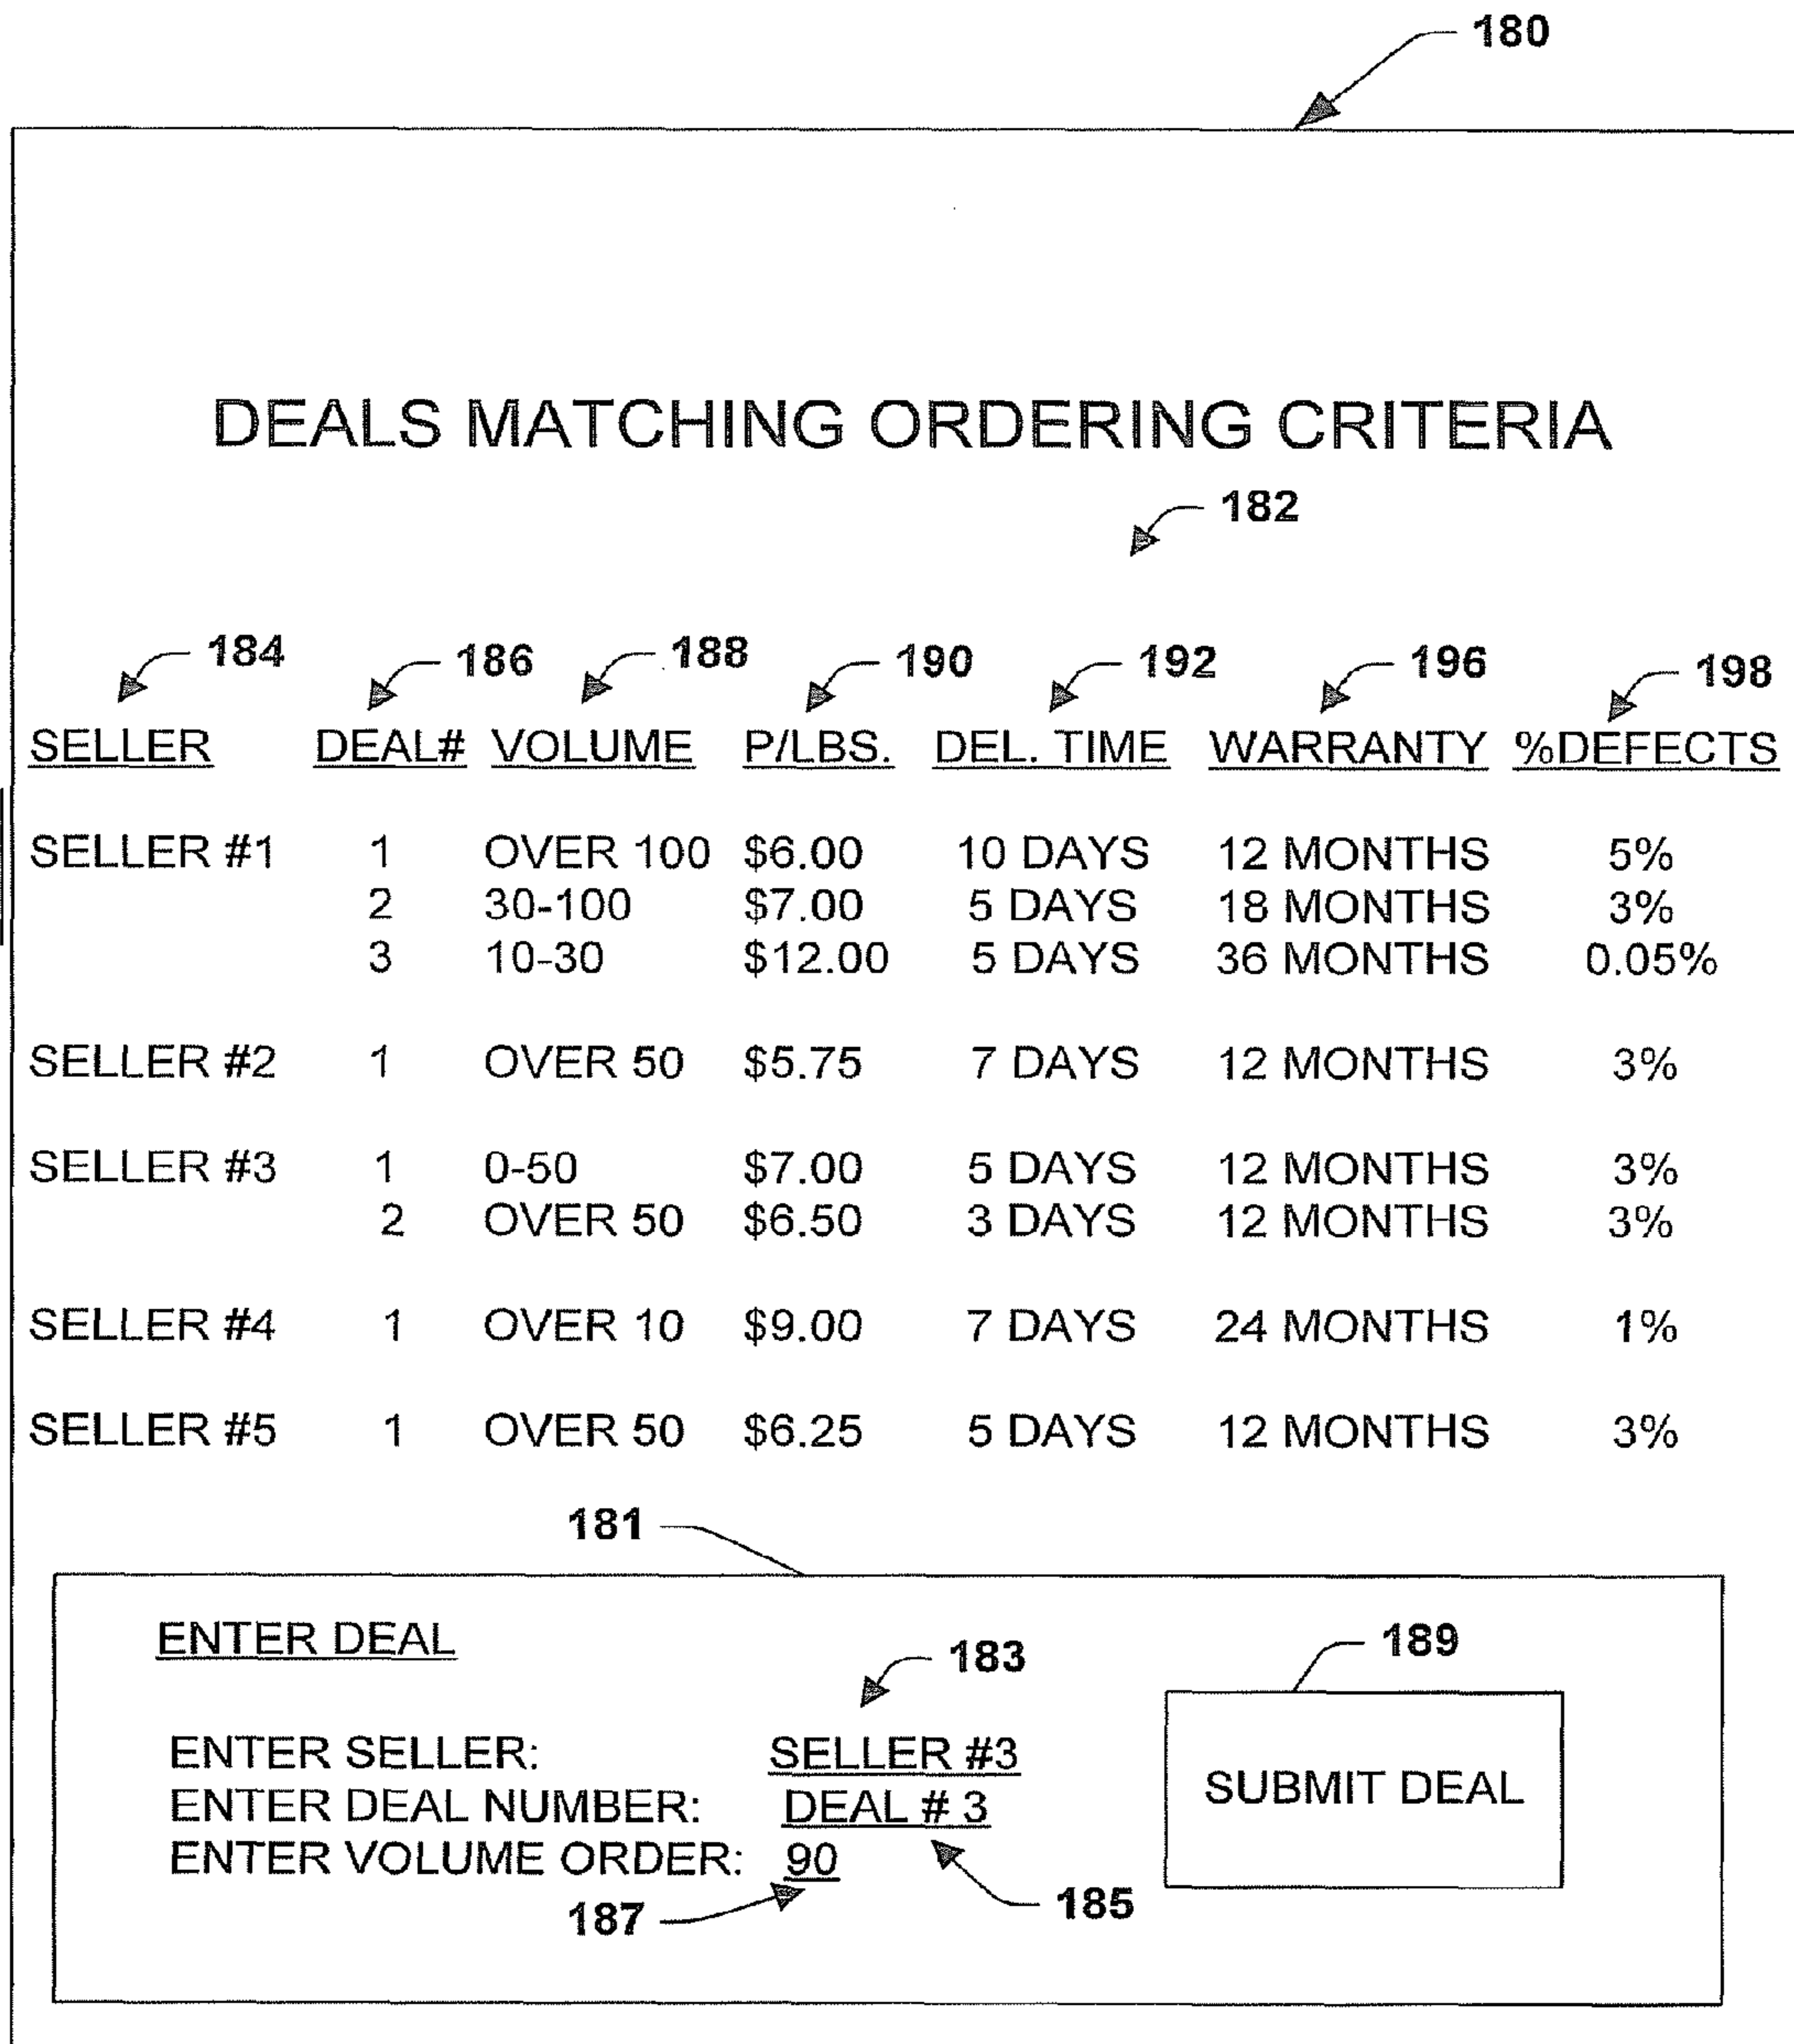 180
DEALS MATCHING ORDERING CRITERIA
182
184 186 188 190 192 196 198
SELLER DEAL# VOLUME P/LBS. DEL. TIME WARRANTY %DEFECTS
SELLER #1 1 OVER 100 $6.00 10 DAYS 12 MONTHS 5%
2 30-100 $7.00 5 DAYS 18 MONTHS 3%
3 10-30 $12.00 5 DAYS 36 MONTHS 0.05%
SELLER #2 1 OVER 50 $5.75 7 DAYS 12 MONTHS 3%
SELLER #3 1 0-50 $7.00 5 DAYS 12 MONTHS 3%
2 OVER 50 $6.50 3 DAYS 12 MONTHS 3%
SELLER #4 1 OVER 10 $9.00 7 DAYS 24 MONTHS 1%
SELLER #5 1 OVER 50 $6.25 5 DAYS 12 MONTHS 3%
181
ENTER DEAL
183 189
ENTER SELLER: SELLER #3
ENTER DEAL NUMBER: DEAL # 3
ENTER VOLUME ORDER: 90
SUBMIT DEAL
187 185